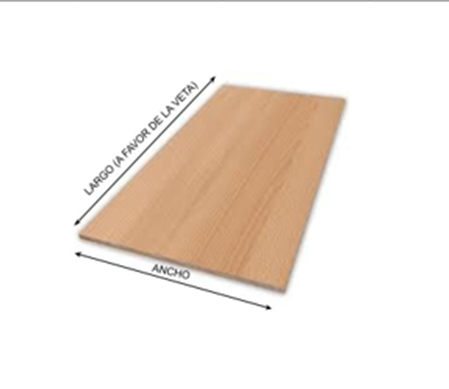 LARGO (A FAVOR DE LA VETA)
ANCHO